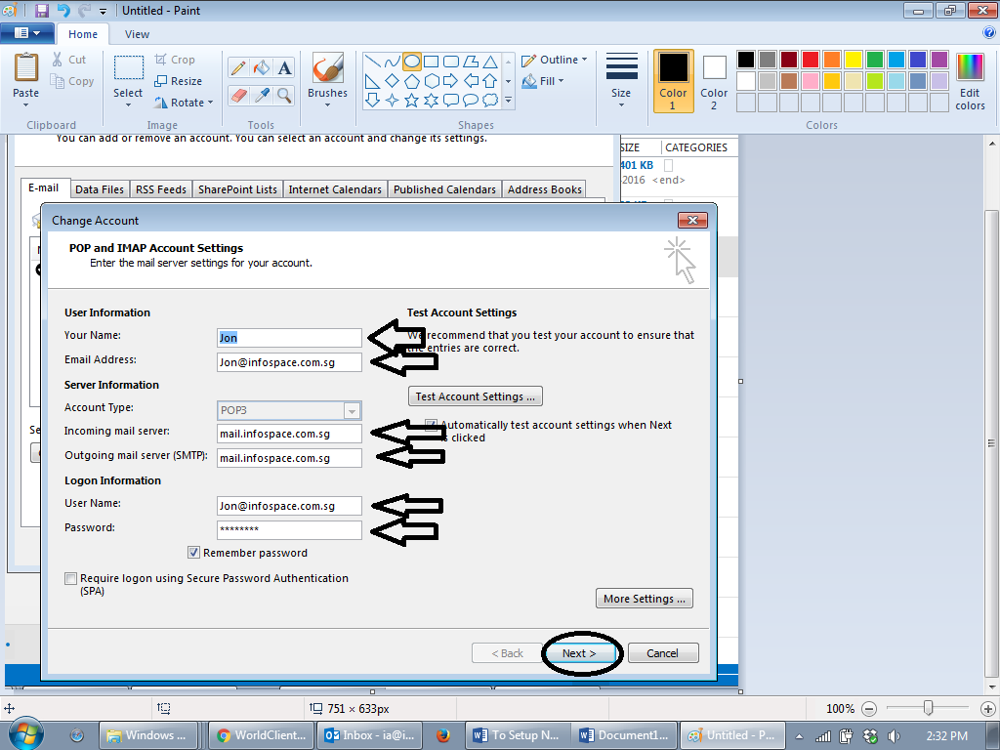 Untitled - Paint
Home
View
Paste
Cut
Copy
Clipboard
Select
Crop
Resize
Rotate
Image
A
Tools
Brushes
Shapes
Outline
Fill
Size
Color 1
Color 2
Edit colors
Colors
You can add or remove an account. You can select an account and change its settings.
SIZE
CATEGORIES
401 KB
2016 <end>
E-mail
Data Files
RSS Feeds
SharePoint Lists
Internet Calendars
Published Calendars
Address Books
Change Account
POP and IMAP Account Settings
Enter the mail server settings for your account.
User Information
Your Name:
Jon
Email Address:
Jon@infospace.com.sg
Server Information
Account Type:
POP3
Incoming mail server:
mail.infospace.com.sg
Outgoing mail server (SMTP):
mail.infospace.com.sg
Logon Information
User Name:
Jon@infospace.com.sg
Password:
********
Remember password
Require logon using Secure Password Authentication
(SPA)
Test Account Settings
We recommend that you test your account to ensure that
the entries are correct.
Test Account Settings ...
Automatically test account settings when Next
is clicked
More Settings ...
< Back
Next >
Cancel
751 × 633px
100%
Windows ...
WorldClient...
Inbox - ia@i...
To Setup N...
Document1...
Untitled - P...
2:32 PM